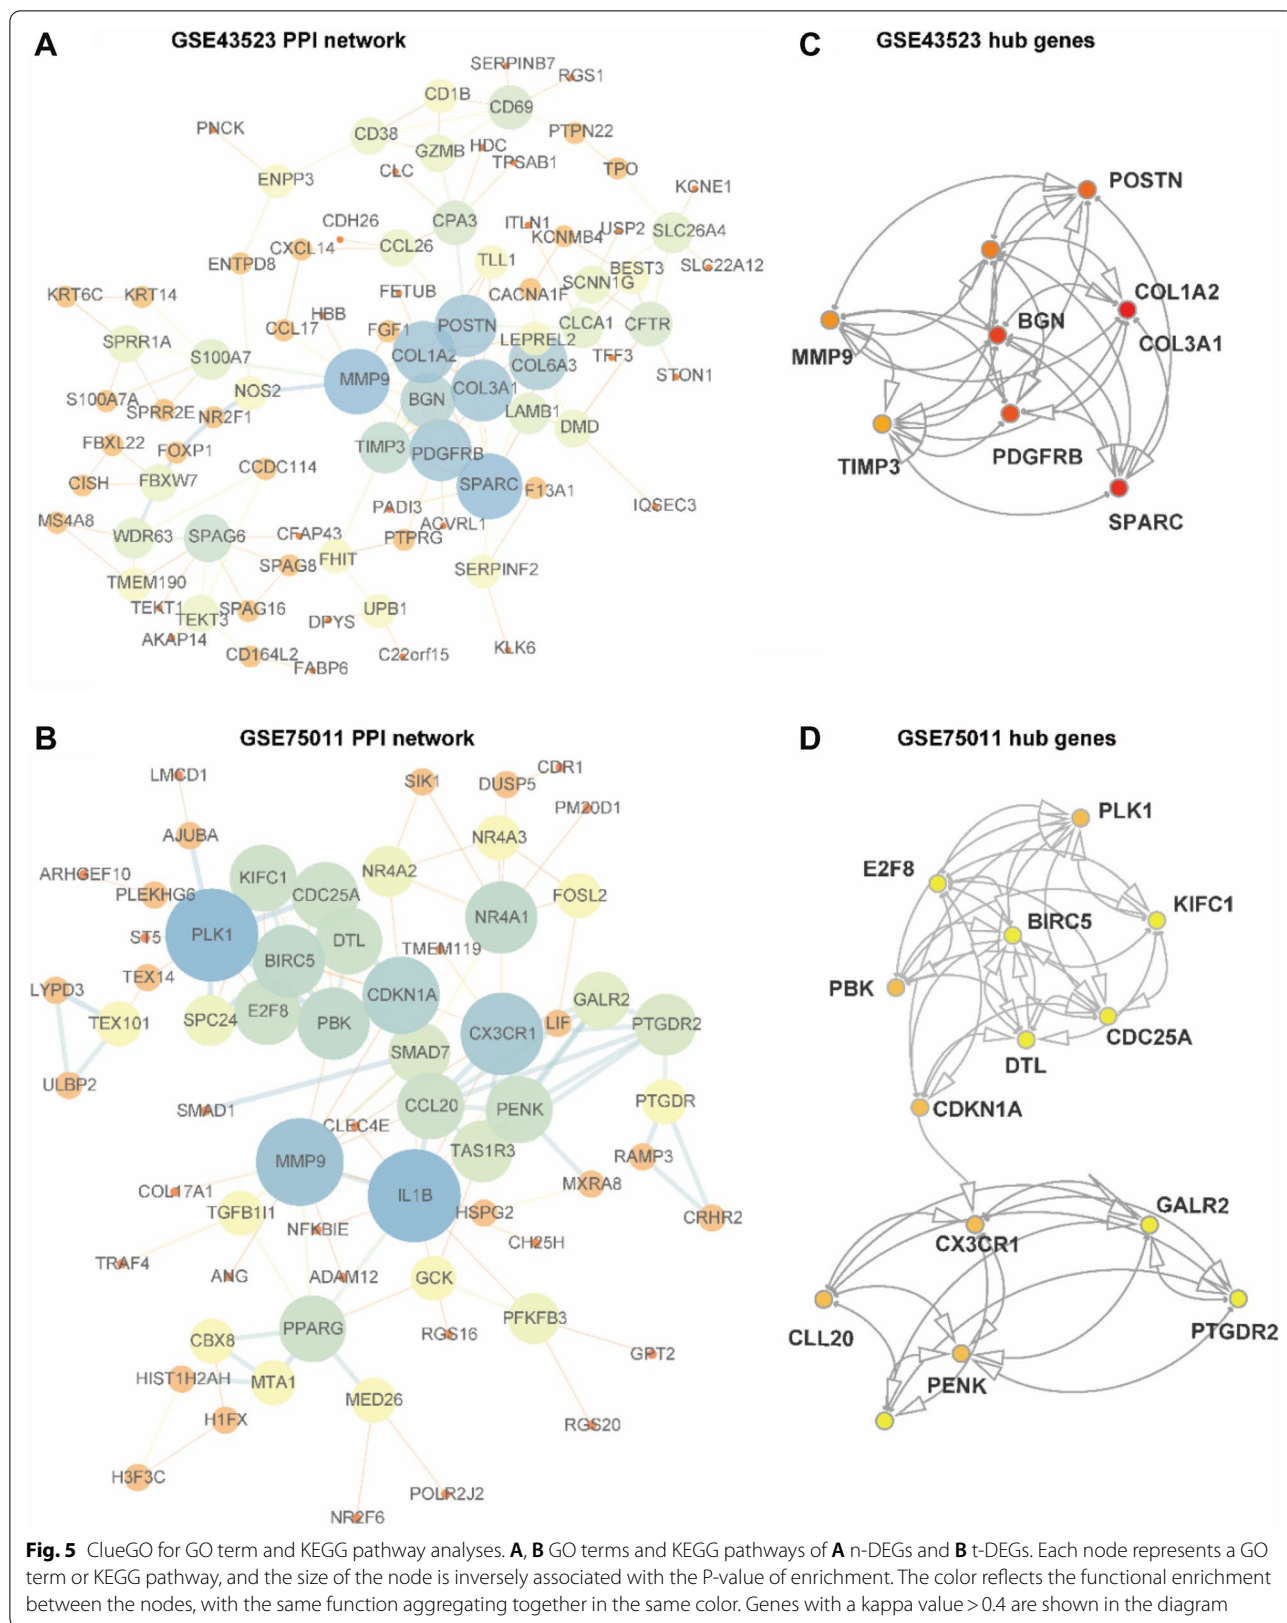 A GSE43523 PPI network
SERPINB7
RGS1
CD1B
CD69
PNCK
CD38
PTPN22
GZMB
HDC
CLC
TPSAB1
TPO
ENPP3
KCNE1
CDH26
CPA3
ITLN1
USP2
SLC26A4
CXCL14
CCL26
KCNMB4
ENTPD8
TLL1
BEST3
SLC22A12
SCNN1G
KRT6C
KRT14
FETUB
CACNA1F
HBB
CCL17
FGF1
POSTN
CLCA1
CFTR
SPRR1A
LEPREL2
S100A7
COL1A2
TFF3
COL6A3
STON1
MMP9
COL3A1
NOS2
S100A7A
BGN
SPRR2E
NR2F1
LAMB1
DMD
FBXL22
FOXP1
TIMP3
PDGFRB
CCDC114
CISH
FBXW7
SPARC
F13A1
PADI3
IQSEC3
MS4A8
ACVRL1
WDR63
SPAG6
CFAP43
PTPRG
SPAG8
FHIT
SERPINF2
TMEM190
TEKT1
SPAG16
UPB1
TEKT3
DPYS
AKAP14
KLK6
CD164L2
C22orf15
FABP6
C GSE43523 hub genes
POSTN
COL1A2
BGN
COL3A1
MMP9
PDGFRB
TIMP3
SPARC
B GSE75011 PPI network
LMCD1
CDR1
SIK1
DUSP5
PM20D1
AJUBA
NR4A3
ARHGEF10
KIFC1
NR4A2
PLEKHG6
CDC25A
FOSL2
NR4A1
PLK1
ST5
DTL
TMEM119
BIRC5
TEX14
LYPD3
CDKN1A
GALR2
E2F8
TEX101
SPC24
PBK
LIF
PTGDR2
CX3CR1
SMAD7
ULBP2
PTGDR
SMAD1
CCL20
PENK
CLEC4E
TAS1R3
RAMP3
MMP9
MXRA8
COL17A1
IL1B
TGFB1I1
HSPG2
CRHR2
NFKBIE
CH25H
TRAF4
ANG
ADAM12
GCK
PPARG
PFKFB3
CBX8
RGS16
GPT2
HIST1H2AH
MTA1
MED26
H1FX
RGS20
H3F3C
POLR2J2
NR2F6
D GSE75011 hub genes
PLK1
E2F8
KIFC1
BIRC5
PBK
CDC25A
DTL
CDKN1A
GALR2
CX3CR1
CLL20
PTGDR2
PENK
Fig. 5 ClueGO for GO term and KEGG pathway analyses. A, B GO terms and KEGG pathways of A n-DEGs and B t-DEGs. Each node represents a GO
term or KEGG pathway, and the size of the node is inversely associated with the P-value of enrichment. The color reflects the functional enrichment
between the nodes, with the same function aggregating together in the same color. Genes with a kappa value > 0.4 are shown in the diagram